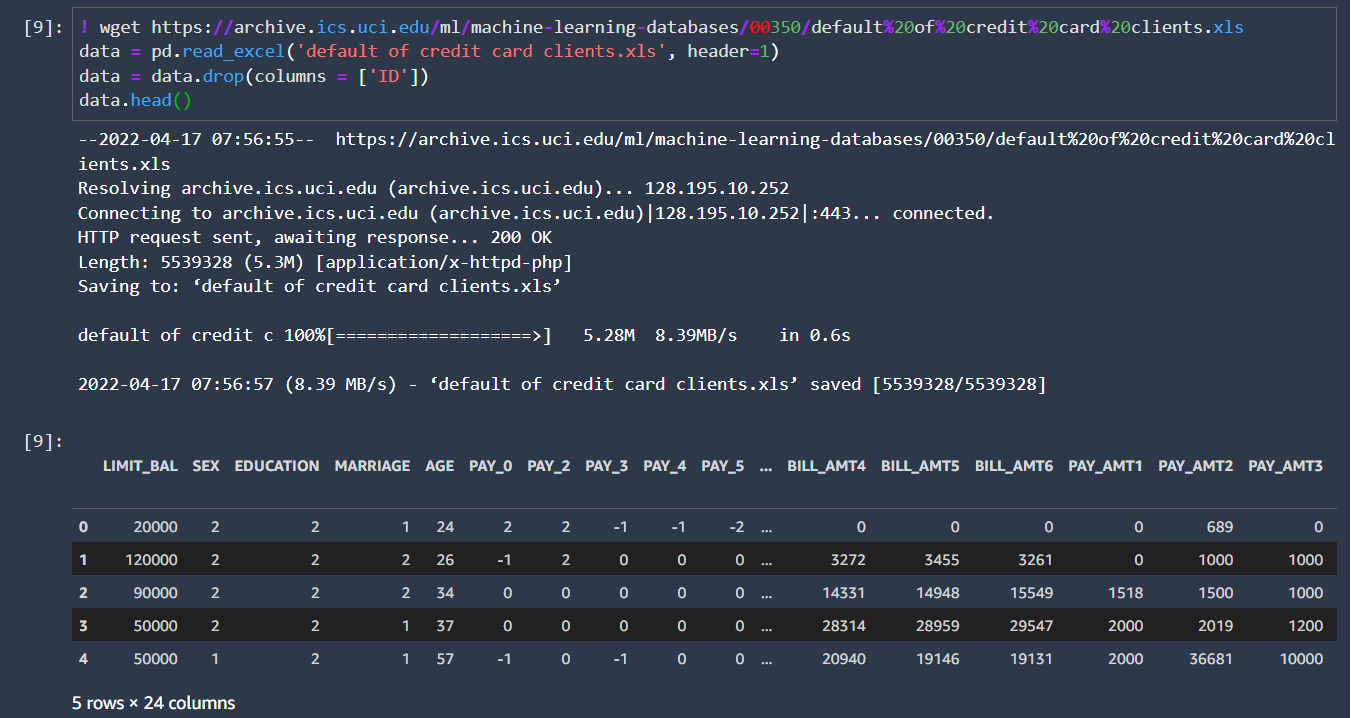 [9]: ! wget https://archive.ics.uci.edu/ml/machine-learning-databases/00350/default%20of%20credit%20card%20clients.xls
data = pd.read_excel('default of credit card clients.xls', header=1)
data = data.drop(columns = ['ID'])
data.head()
--2022-04-17 07:56:55--  https://archive.ics.uci.edu/ml/machine-learning-databases/00350/default%20of%20credit%20card%20cl
ients.xls
Resolving archive.ics.uci.edu (archive.ics.uci.edu)... 128.195.10.252
Connecting to archive.ics.uci.edu (archive.ics.uci.edu)|128.195.10.252|:443... connected.
HTTP request sent, awaiting response... 200 OK
Length: 5539328 (5.3M) [application/x-httpd-php]
Saving to: ‘default of credit card clients.xls’
default of credit c 100%[===================>]   5.28M  8.39MB/s    in 0.6s
2022-04-17 07:56:57 (8.39 MB/s) - ‘default of credit card clients.xls’ saved [5539328/5539328]
[9]:
LIMIT_BAL SEX EDUCATION MARRIAGE AGE PAY_0 PAY_2 PAY_3 PAY_4 PAY_5 ... BILL_AMT4 BILL_AMT5 BILL_AMT6 PAY_AMT1 PAY_AMT2 PAY_AMT3
0 20000 2 2 1 24 2 2 -1 -1 -2 ... 0 0 0 0 689 0
1 120000 2 2 2 26 -1 2 0 0 0 ... 3272 3455 3261 0 1000 1000
2 90000 2 2 2 34 0 0 0 0 0 ... 14331 14948 15549 1518 1500 1000
3 50000 2 2 1 37 0 0 0 0 0 ... 28314 28959 29547 2000 2019 1200
4 50000 1 2 1 57 -1 0 -1 0 0 ... 20940 19146 19131 2000 36681 10000
5 rows × 24 columns